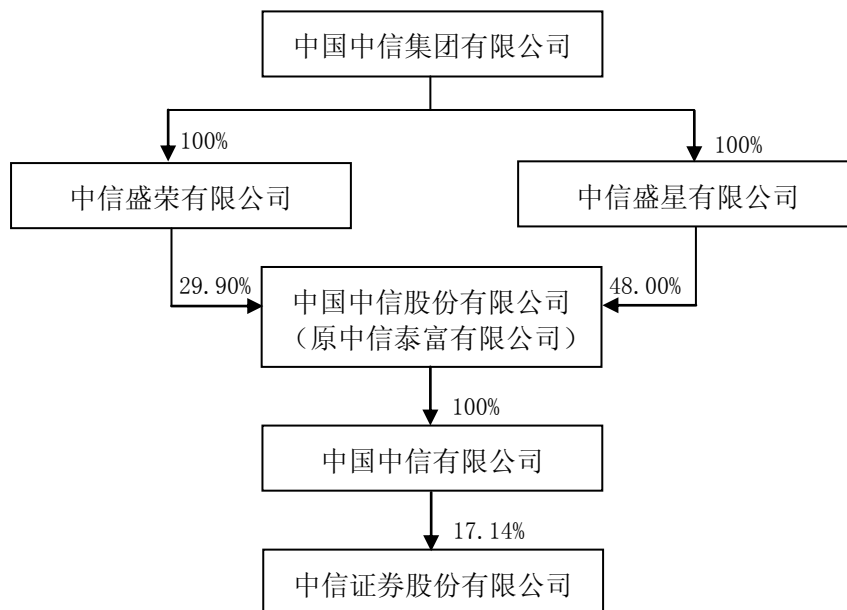 中国中信集团有限公司
100%
100%
中信盛荣有限公司
中信盛星有限公司
29.90%
48.00%
中国中信股份有限公司
（原中信泰富有限公司）
100%
中国中信有限公司
17.14%
中信证券股份有限公司